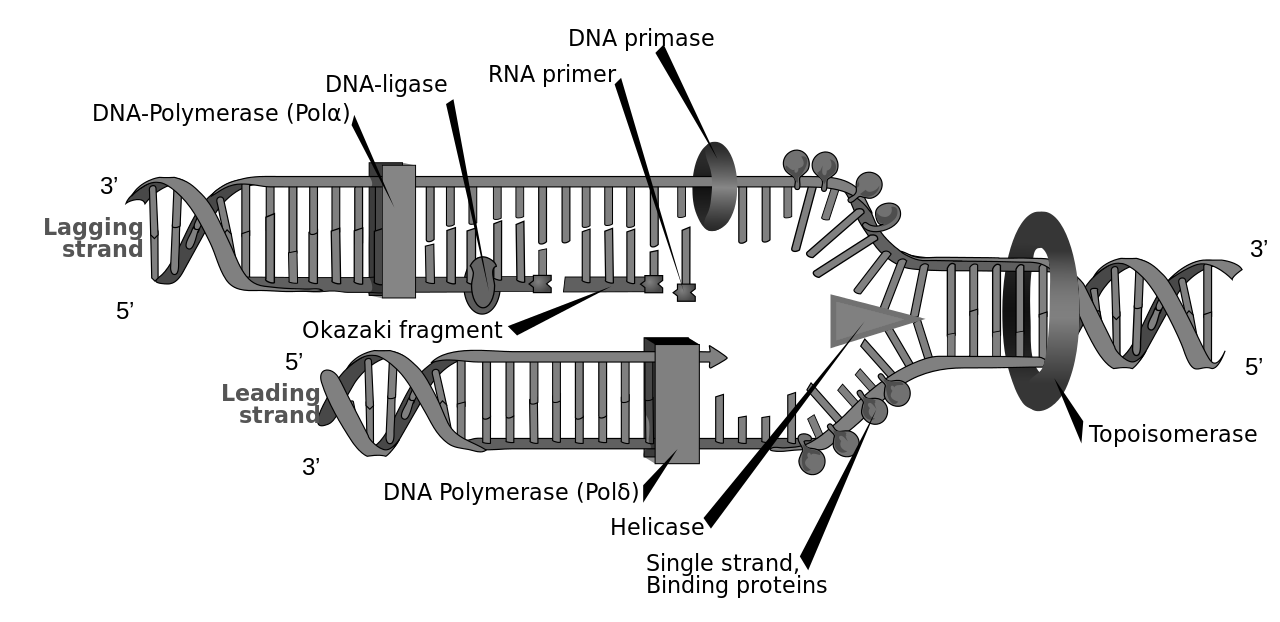 DNA primase
RNA primer
DNA-ligase
DNA-Polymerase (Polα)
3’
Lagging
strand
5’
3’
Okazaki fragment
5’
Leading
strand
3’
5’
Topoisomerase
DNA Polymerase (Polδ)
Helicase
Single strand,
Binding proteins